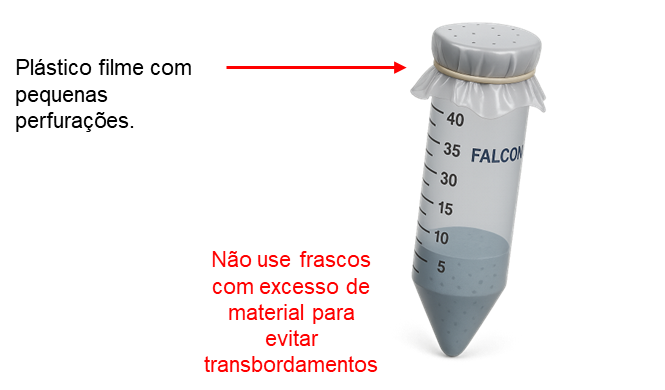 Plástico filme com
pequenas
perfurações.
40
35
FALCON
30
15
10
5
Não use frascos
com excesso de
material para
evitar
transbordamentos